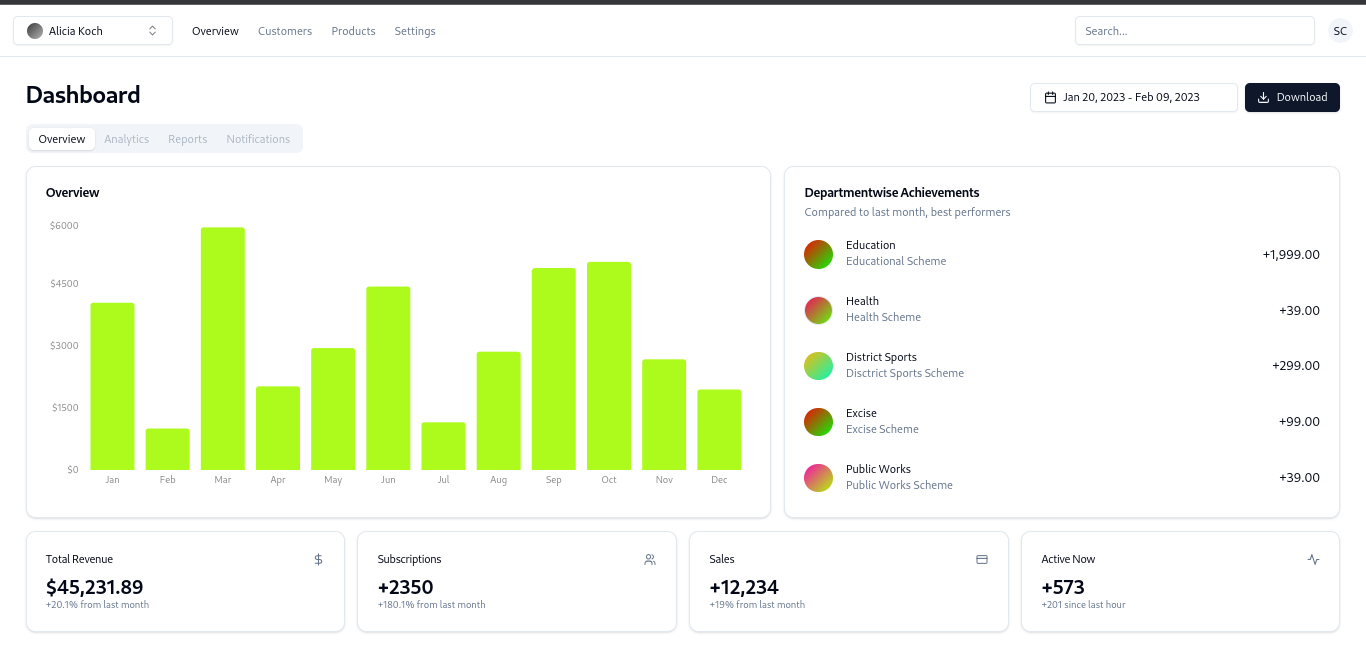 Alicia Koch
Overview
Customers
Products
Settings
Search...
SC
Dashboard
Jan 20, 2023 - Feb 09, 2023
Download
Overview
Analytics
Reports
Notifications
Overview
$6000
$4500
$3000
$1500
$0
Jan
Feb
Mar
Apr
May
Jun
Jul
Aug
Sep
Oct
Nov
Dec
Departmentwise Achievements
Compared to last month, best performers
Education
Educational Scheme
+1,999.00
Health
Health Scheme
+39.00
District Sports
Disctrict Sports Scheme
+299.00
Excise
Excise Scheme
+99.00
Public Works
Public Works Scheme
+39.00
Total Revenue
$45,231.89
+20.1% from last month
Subscriptions
+2350
+180.1% from last month
Sales
+12,234
+19% from last month
Active Now
+573
+201 since last hour